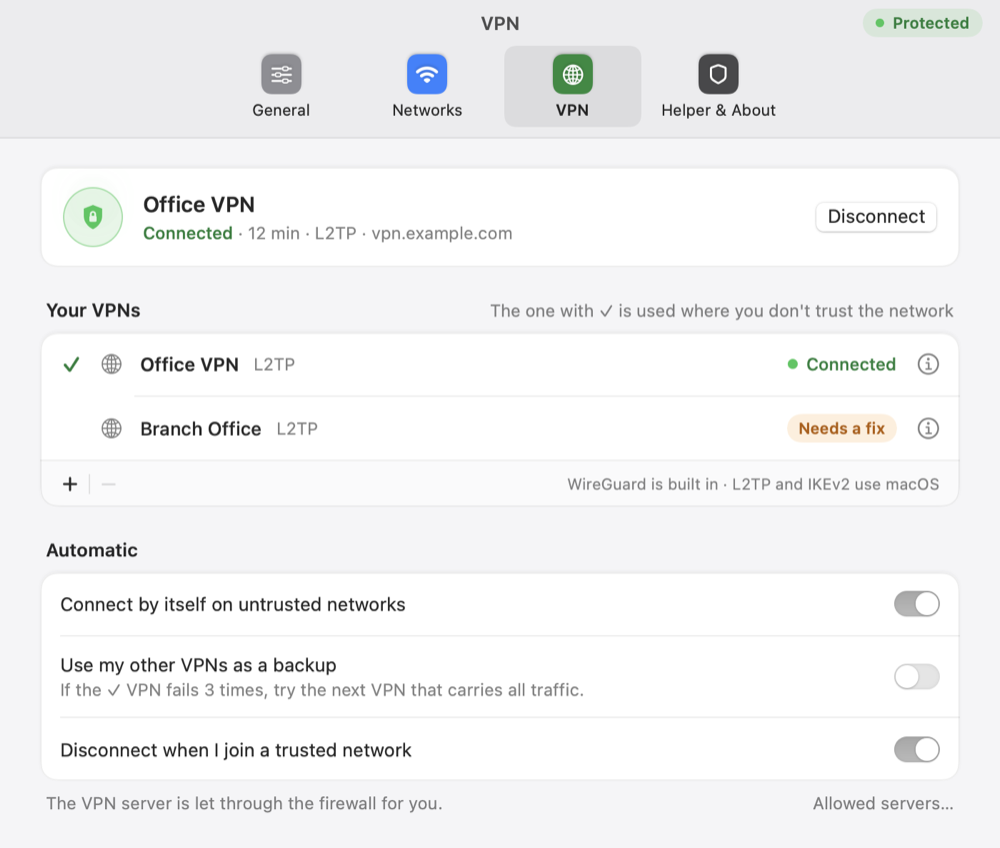 VPN
Protected
General
Networks
VPN
Helper & About
Office VPN
Connected · 12 min · L2TP · vpn.example.com
Disconnect
Your VPNs
The one with ✓ is used where you don't trust the network
Office VPN L2TP
Connected
Branch Office L2TP
Needs a fix
WireGuard is built in · L2TP and IKEv2 use macOS
Automatic
Connect by itself on untrusted networks
Use my other VPNs as a backup
If the ✓ VPN fails 3 times, try the next VPN that carries all traffic.
Disconnect when I join a trusted network
The VPN server is let through the firewall for you.
Allowed servers...